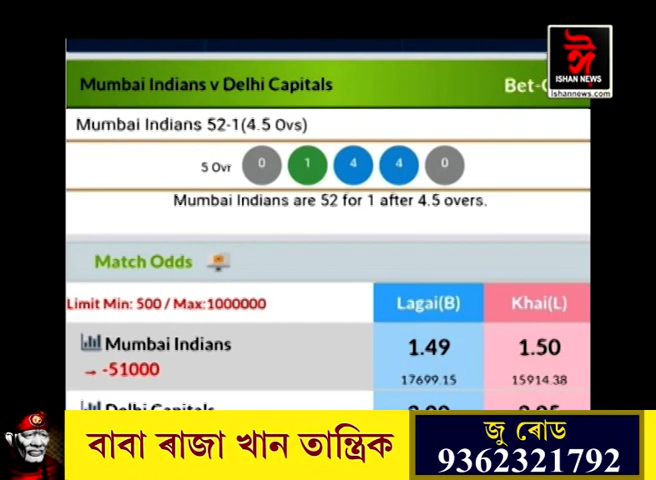 ঈ
ISHAN NEWS
Ishannews.com
Mumbai Indians v Delhi Capitals
Mumbai Indians 52-1(4.5 Ovs)
5 Ovr 0 1 4 4 0
Mumbai Indians are 52 for 1 after 4.5 overs.
Match Odds
Limit Min: 500 / Max:1000000 Lagai(B) Khai(L)
Mumbai Indians 1.49 1.50
→ -51000 17699.15 15914.38
বাবা ৰাজা খান তান্ত্ৰিক
জু ৰোড
9362321792